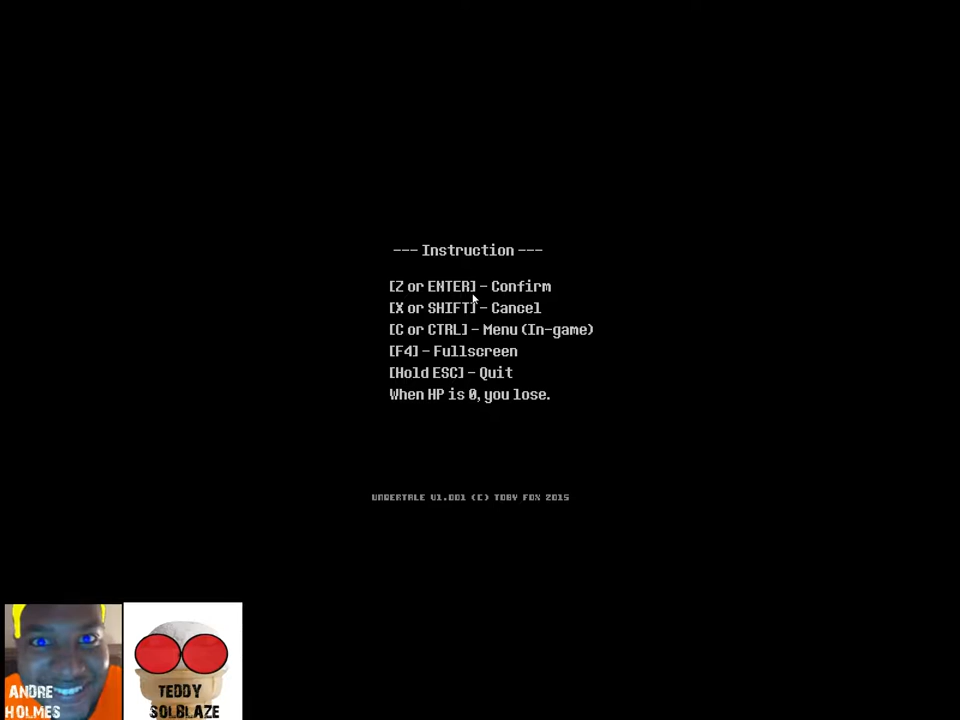 --- Instruction ---
[Z or ENTER] - Confirm
[X or SHIFT] - Cancel
[C or CTRL] - Menu (In-game)
[F4] - Fullscreen
[Hold ESC] - Quit
When HP is 0, you lose.
UNDERTALE V1.001 (C) TOBY FOX 2015
ANDRE
HOLMES
TEDDY
SOLBLAZE